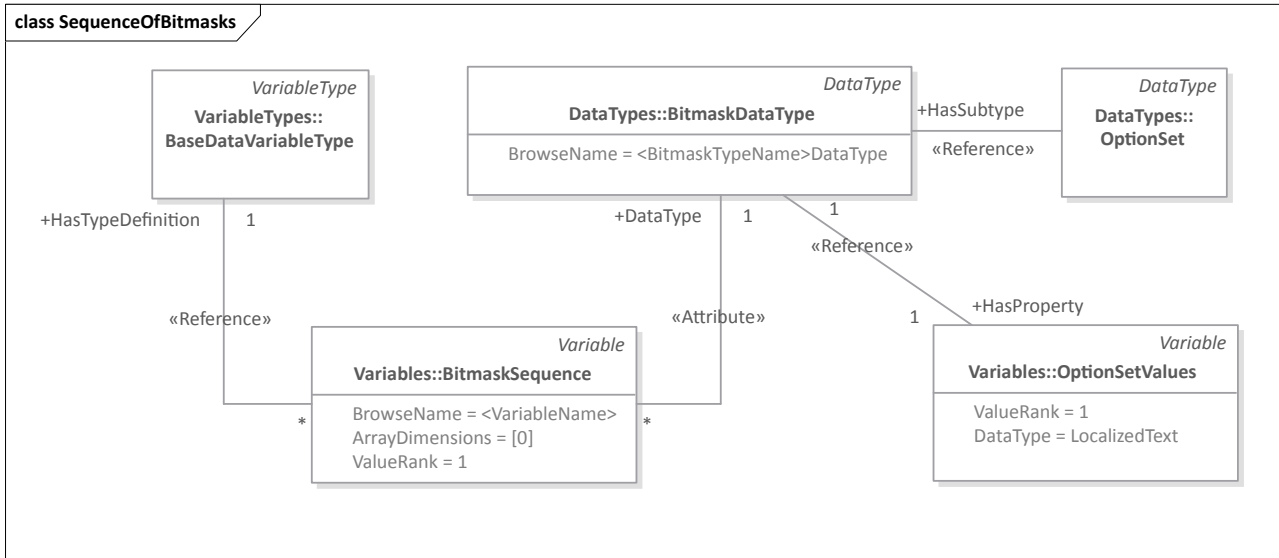 class SequenceOfBitmasks
VariableType
VariableTypes::
BaseDataVariableType
DataType
DataTypes::BitmaskDataType
BrowseName = <BitmaskTypeName>DataType
DataType
DataTypes::
OptionSet
+HasSubtype
«Reference»
+HasTypeDefinition
1
+DataType
1
1
«Reference»
«Reference»
«Attribute»
1
+HasProperty
Variable
Variables::BitmaskSequence
BrowseName = <VariableName>
ArrayDimensions = [0]
ValueRank = 1
*
*
Variable
Variables::OptionSetValues
ValueRank = 1
DataType = LocalizedText